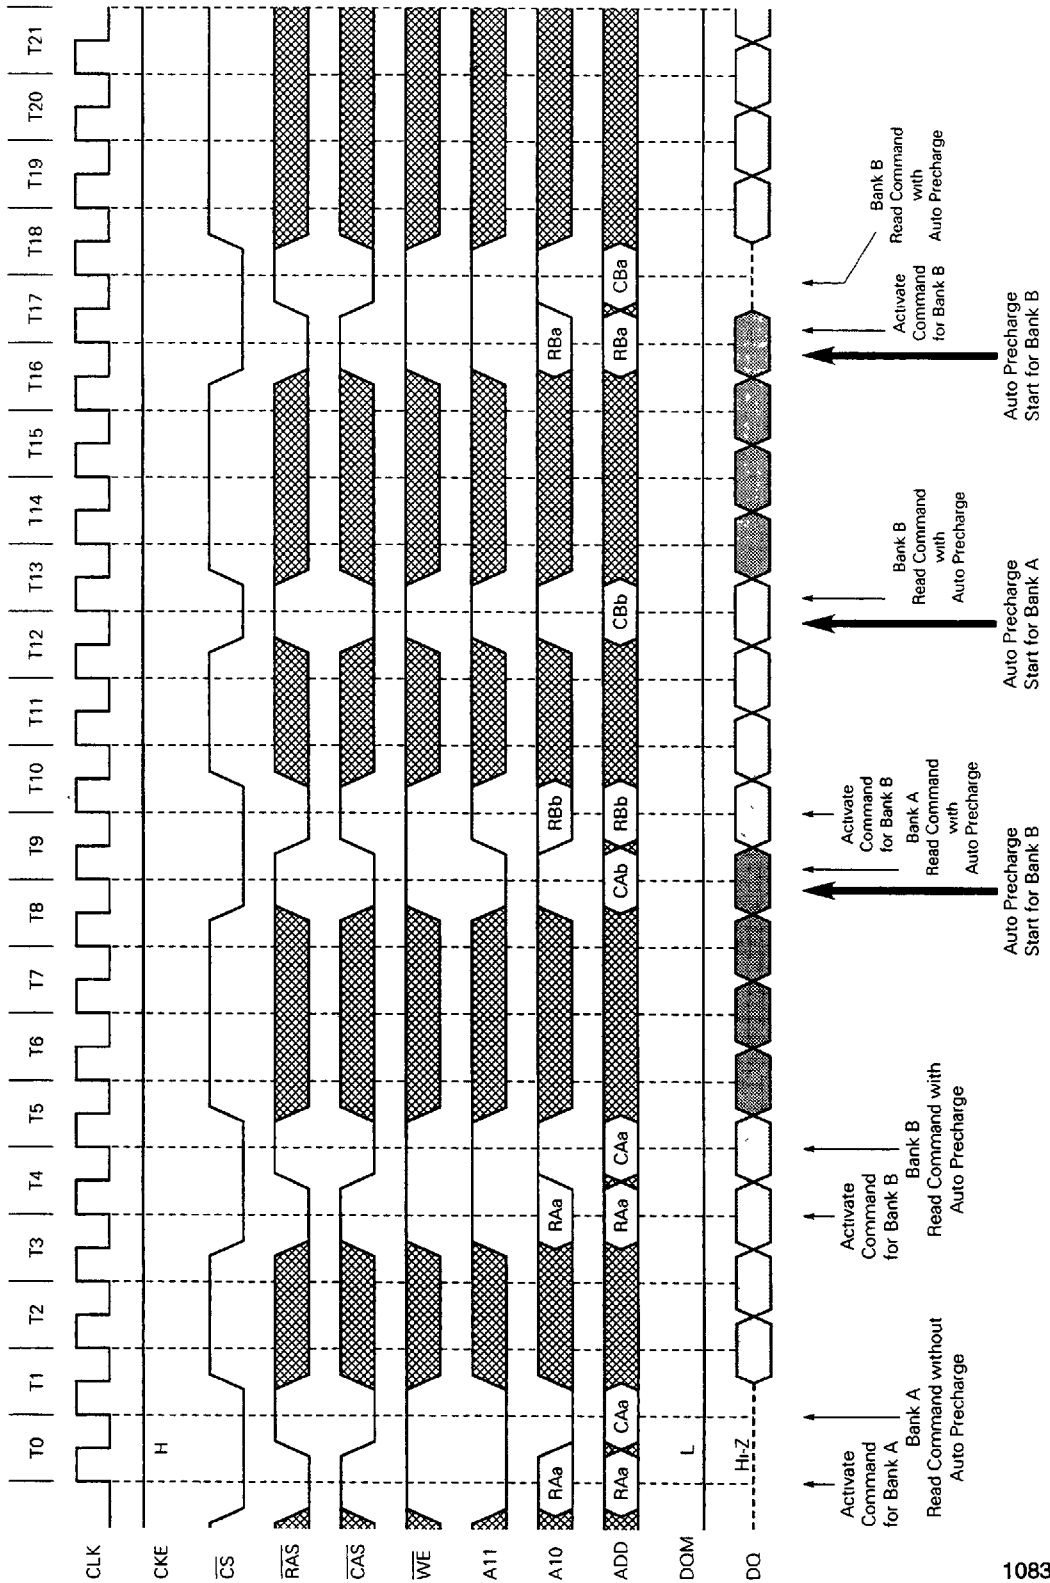 T0 T1 T2 T3 T4 T5 T6 T7 T8 T9 T10 T11 T12 T13 T14 T15 T16 T17 T18 T19 T20 T21
CLK
CKE H
CS
RAS
CAS
WE
A11
A10 RAa RAa RBb RBa
ADD RAa CAa RAa CAa CAb RBb CBb RBa CBa
DQM L
DQ Hi-Z
Activate
Command
for Bank A
Bank A
Read Command without
Auto Precharge
Activate
Command
for Bank B
Bank B
Read Command with
Auto Precharge
Auto Precharge
Start for Bank B
Bank A
Read Command
with
Auto Precharge
Activate
Command
for Bank B
Auto Precharge
Start for Bank A
Bank B
Read Command
with
Auto Precharge
Auto Precharge
Start for Bank B
Activate
Command
for Bank B
Bank B
Read Command
with
Auto Precharge
1083